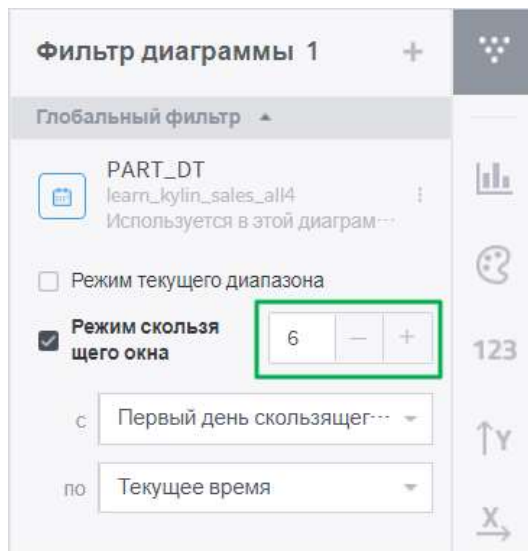 Фильтр диаграммы 1 +
Глобальный фильтр
PART_DT
learn_kylin_sales_all4
Используется в этой диаграм···
Режим текущего диапазона
Режим скользя
щего окна
6 — +
с Первый день скользящег···
по Текущее время
123
Y
X